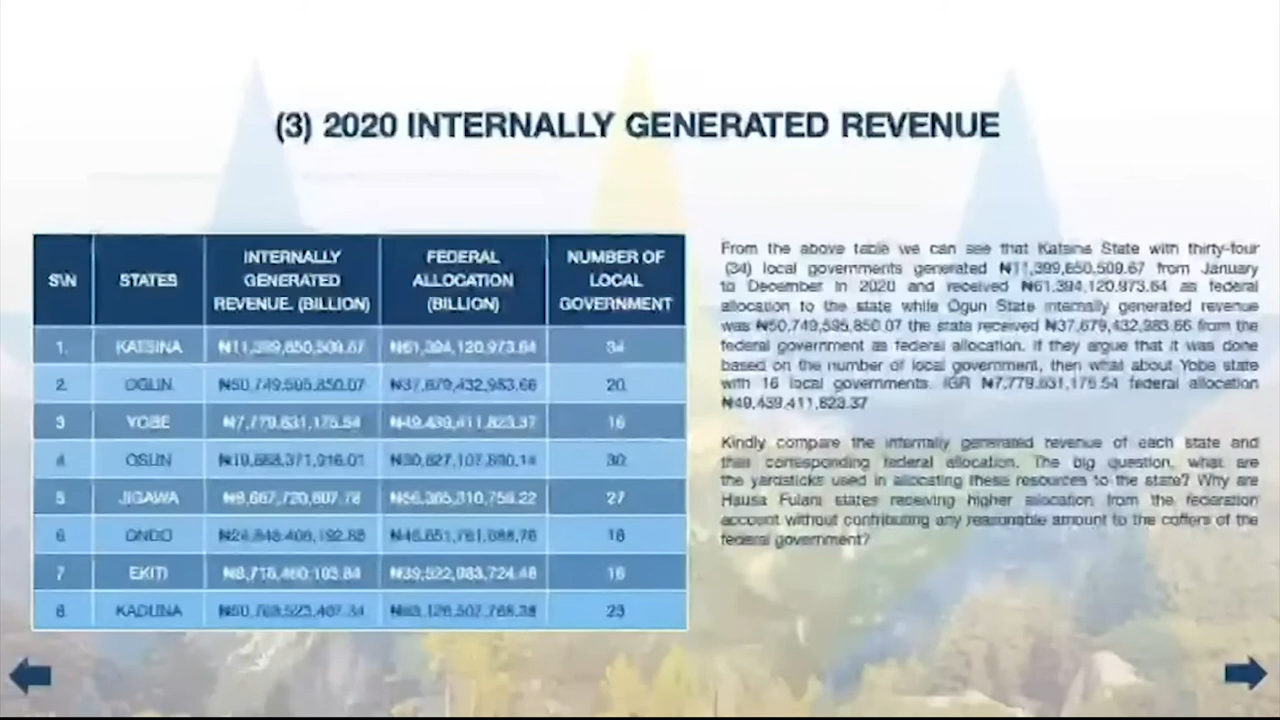 (3) 2020 INTERNALLY GENERATED REVENUE
S\N STATES INTERNALLY GENERATED REVENUE. (BILLION) FEDERAL ALLOCATION (BILLION) NUMBER OF LOCAL GOVERNMENT
1. KATSINA ₦11,399,650,509.67 ₦61,394,120,973.64 34
2. OGUN ₦50,749,595,850.07 ₦37,679,432,983.66 20
3 YOBE ₦7,779,631,175.54 ₦49,439,411,823.37 16
4. OSUN 30
5 JIGAWA 27
6 ONDO 18
7 EKITI 16
8. KADUNA 23
From the above table we can see that Katsina State with thirty-four
(34) local governments generated ₦11,399,650,509.67 from January
to December in 2020 and received ₦61,394,120,973.64 as federal
allocation to the state while Ogun State internally generated revenue
was ₦50,749,595,850.07 the state received ₦37,679,432,983.66 from the
federal government as federal allocation. If they argue that it was done
based on the number of local government, then what about Yobe state
with 16 local governments. IGR ₦7,779,631,175.54 federal allocation
₦49,439,411,823.37
Kindly compare the internally generated revenue of each state and
their corresponding federal allocation. The big question, what are
the yardsticks used in allocating these resources to the state? Why are
Hausa Fulani states receiving higher allocation from the federation
account without contributing any reasonable amount to the coffers of the
federal government?